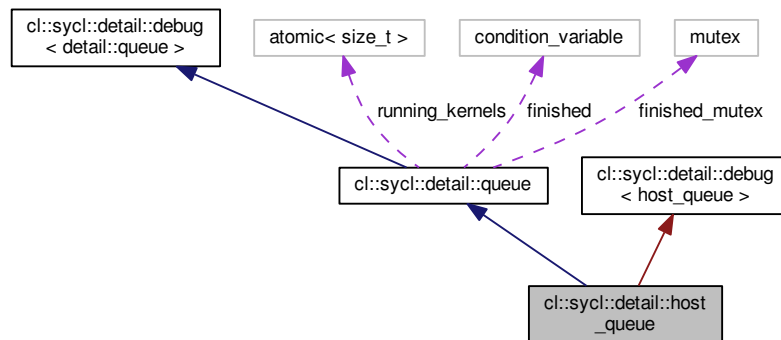 cl::sycl::detail::debug
< detail::queue >
atomic< size_t >
condition_variable
mutex
running_kernels
finished
finished_mutex
cl::sycl::detail::queue
cl::sycl::detail::debug
< host_queue >
cl::sycl::detail::host
_queue